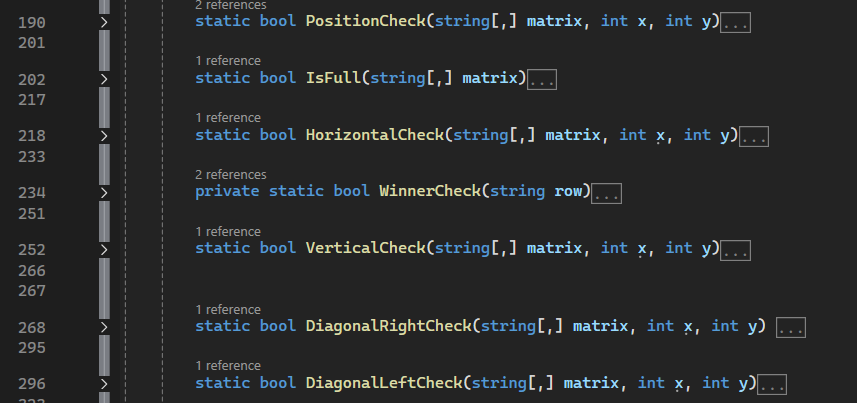 2 references
190 > static bool PositionCheck(string[,] matrix, int x, int y)...
201
1 reference
202 > static bool IsFull(string[,] matrix)...
217
1 reference
218 > static bool HorizontalCheck(string[,] matrix, int x, int y)...
233
2 references
234 > private static bool WinnerCheck(string row)...
251
1 reference
252 > static bool VerticalCheck(string[,] matrix, int x, int y)...
266
267
1 reference
268 > static bool DiagonalRightCheck(string[,] matrix, int x, int y) ...
295
1 reference
296 > static bool DiagonalLeftCheck(string[,] matrix, int x, int y)...